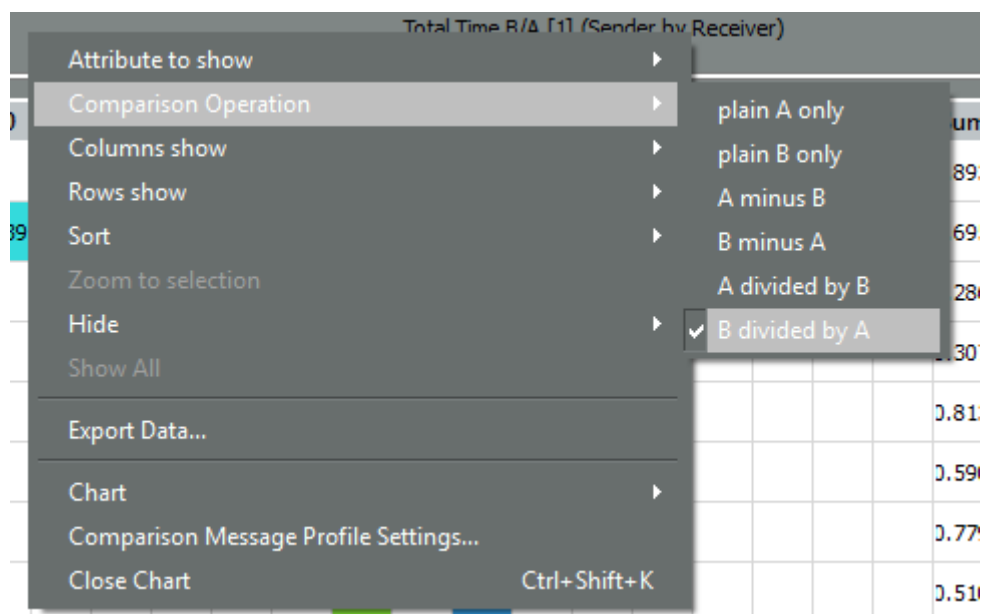 Total Time B/A [1] (Sender by Receiver)
Attribute to show
Comparison Operation
Columns show
Rows show
Sort
Zoom to selection
Hide
Show All
Export Data...
Chart
Comparison Message Profile Settings...
Close Chart Ctrl+Shift+K
plain A only
plain B only
A minus B
B minus A
A divided by B
B divided by A